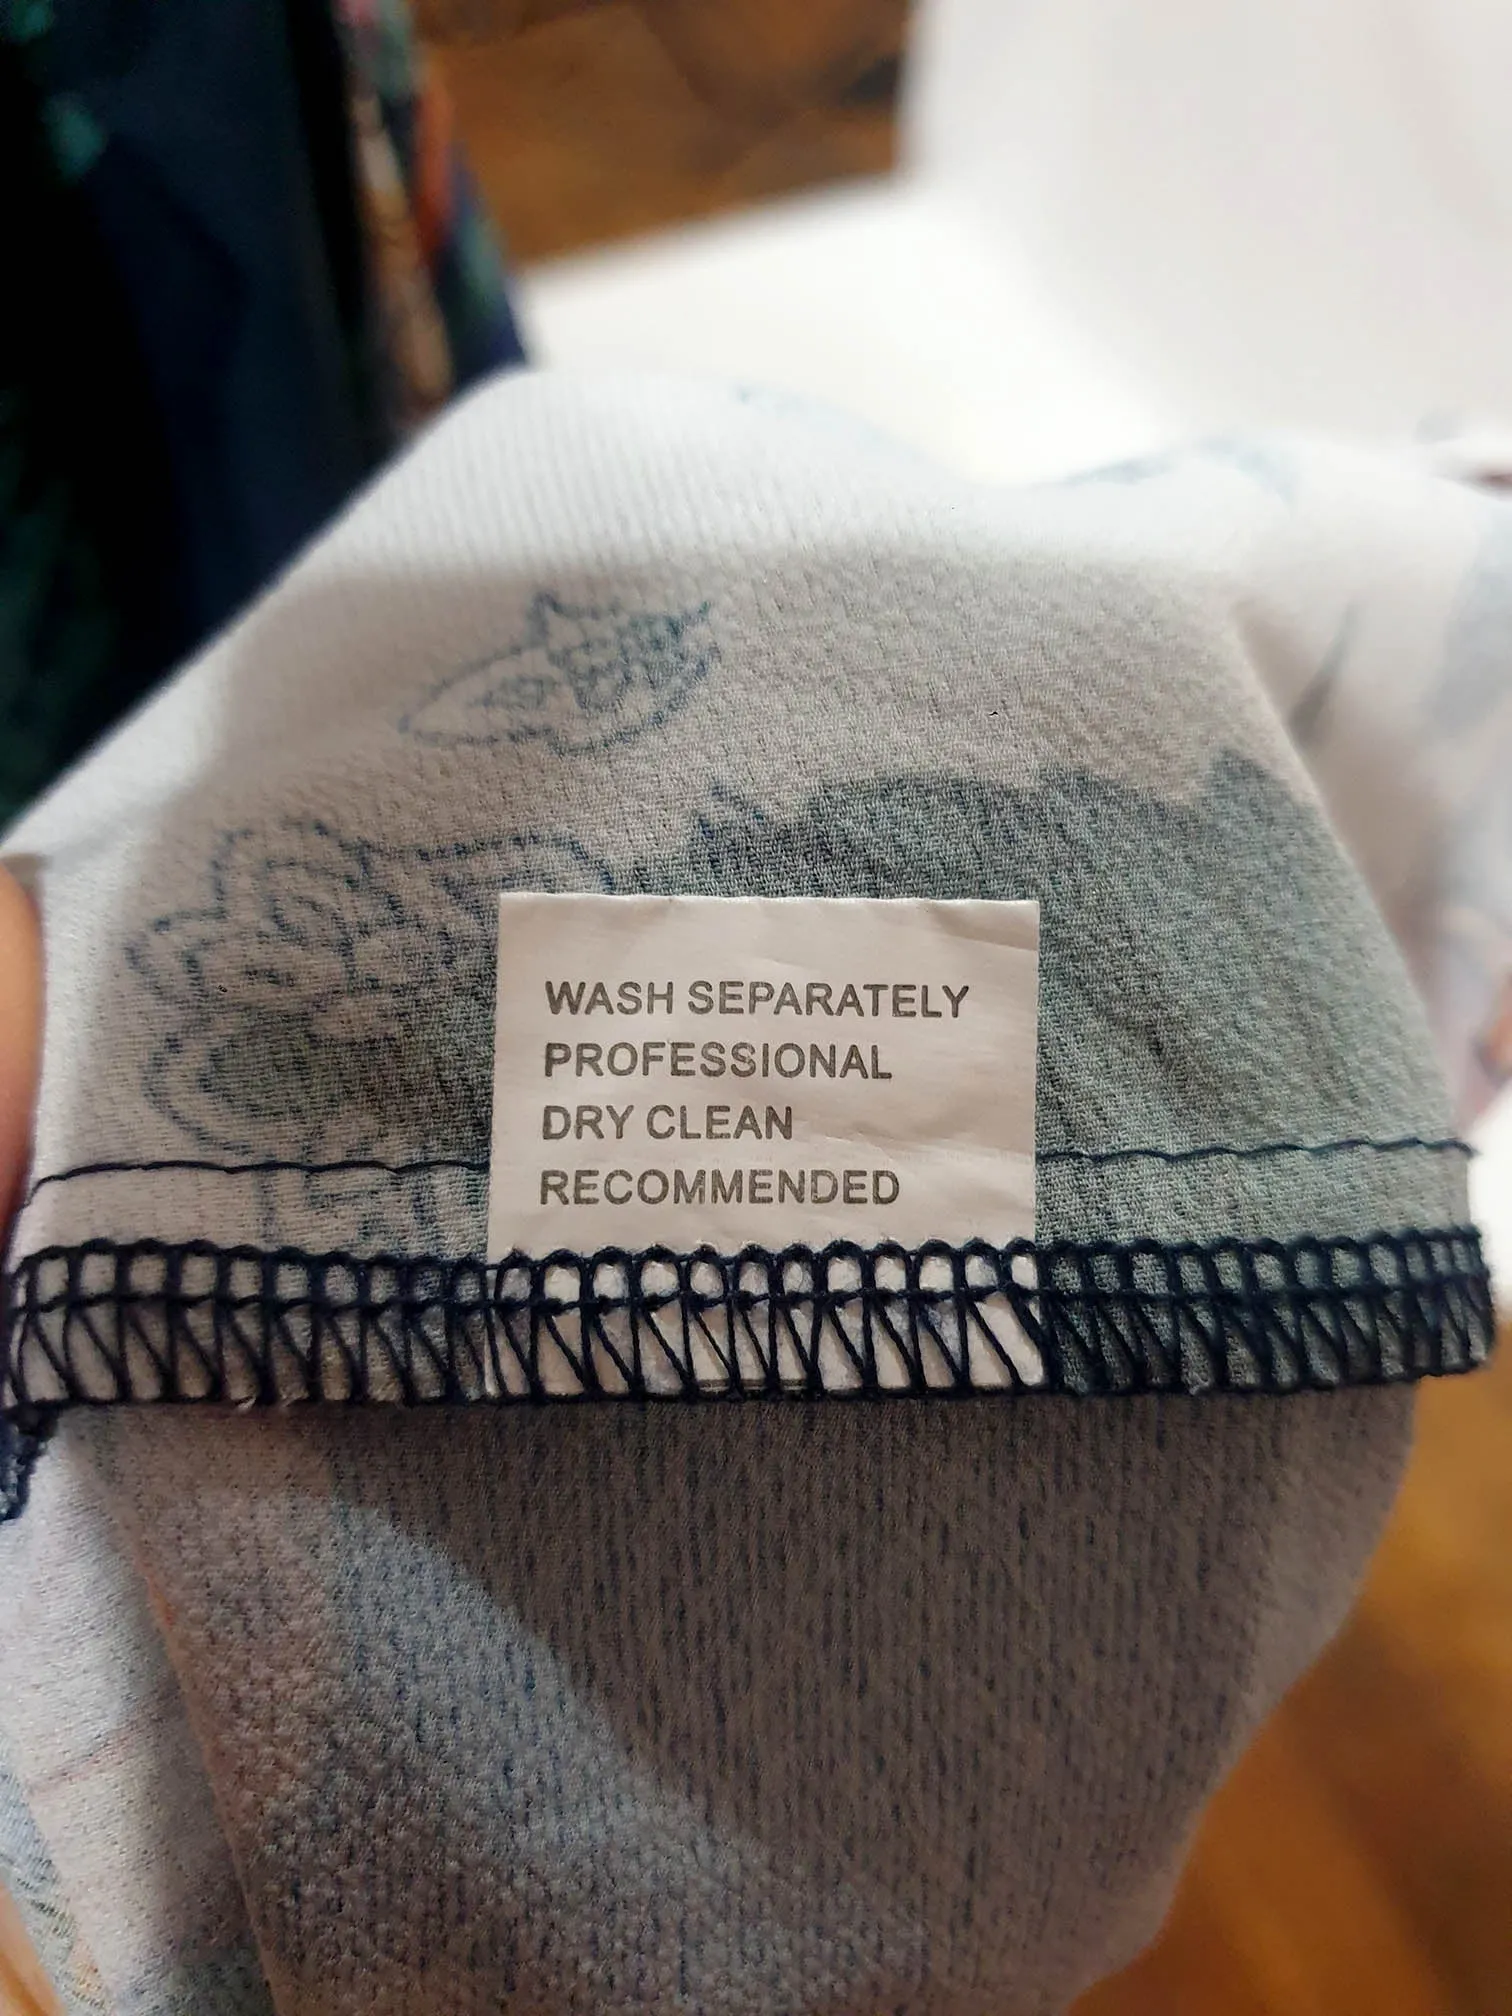 WASH SEPARATELY
PROFESSIONAL
DRY CLEAN
RECOMMENDED